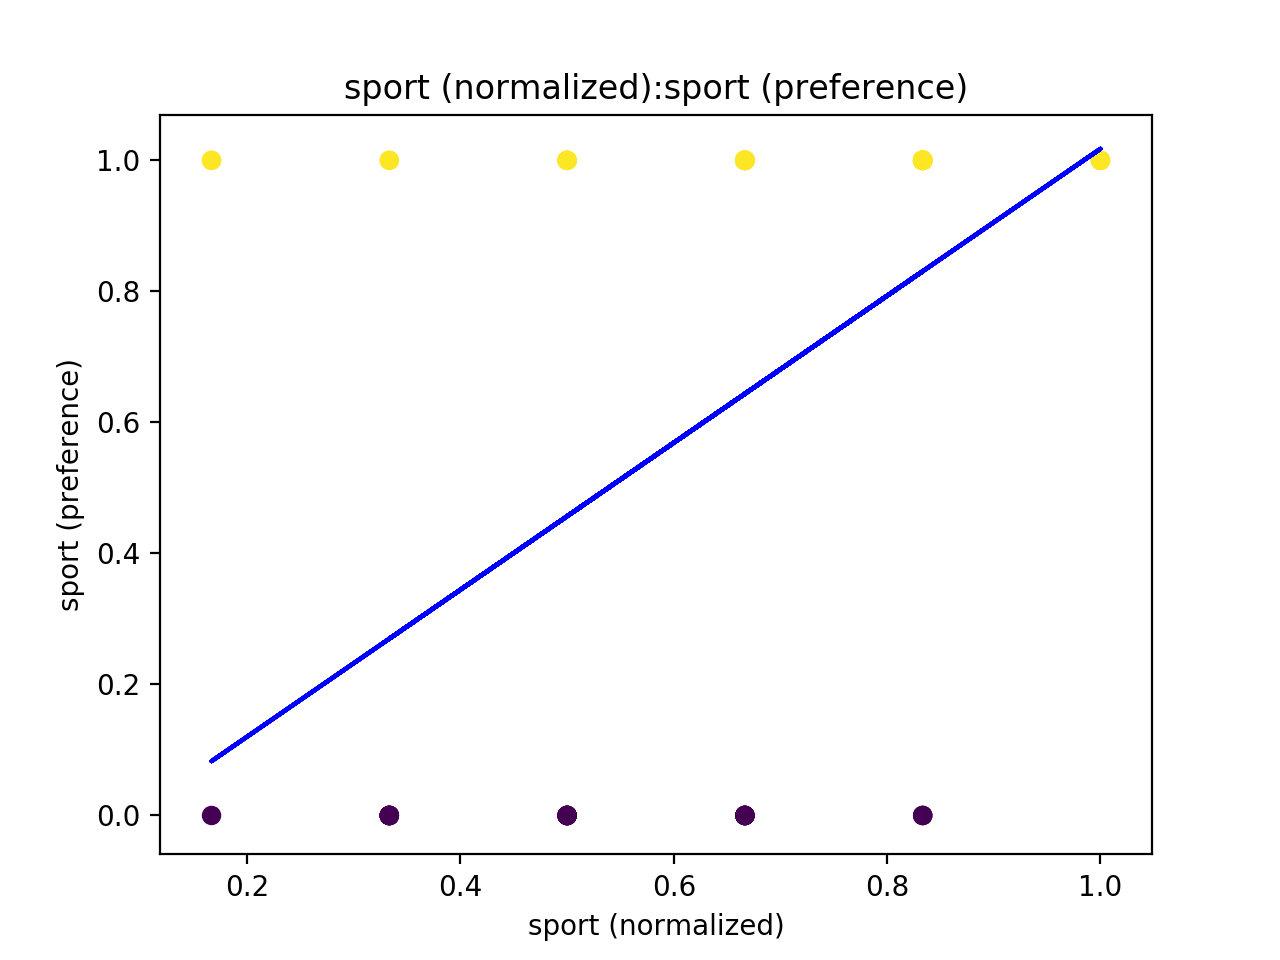 sport (normalized):sport (preference)
1.0
0.8
0.6
0.4
0.2
0.0
sport (preference)
0.2 0.4 0.6 0.8 1.0
sport (normalized)